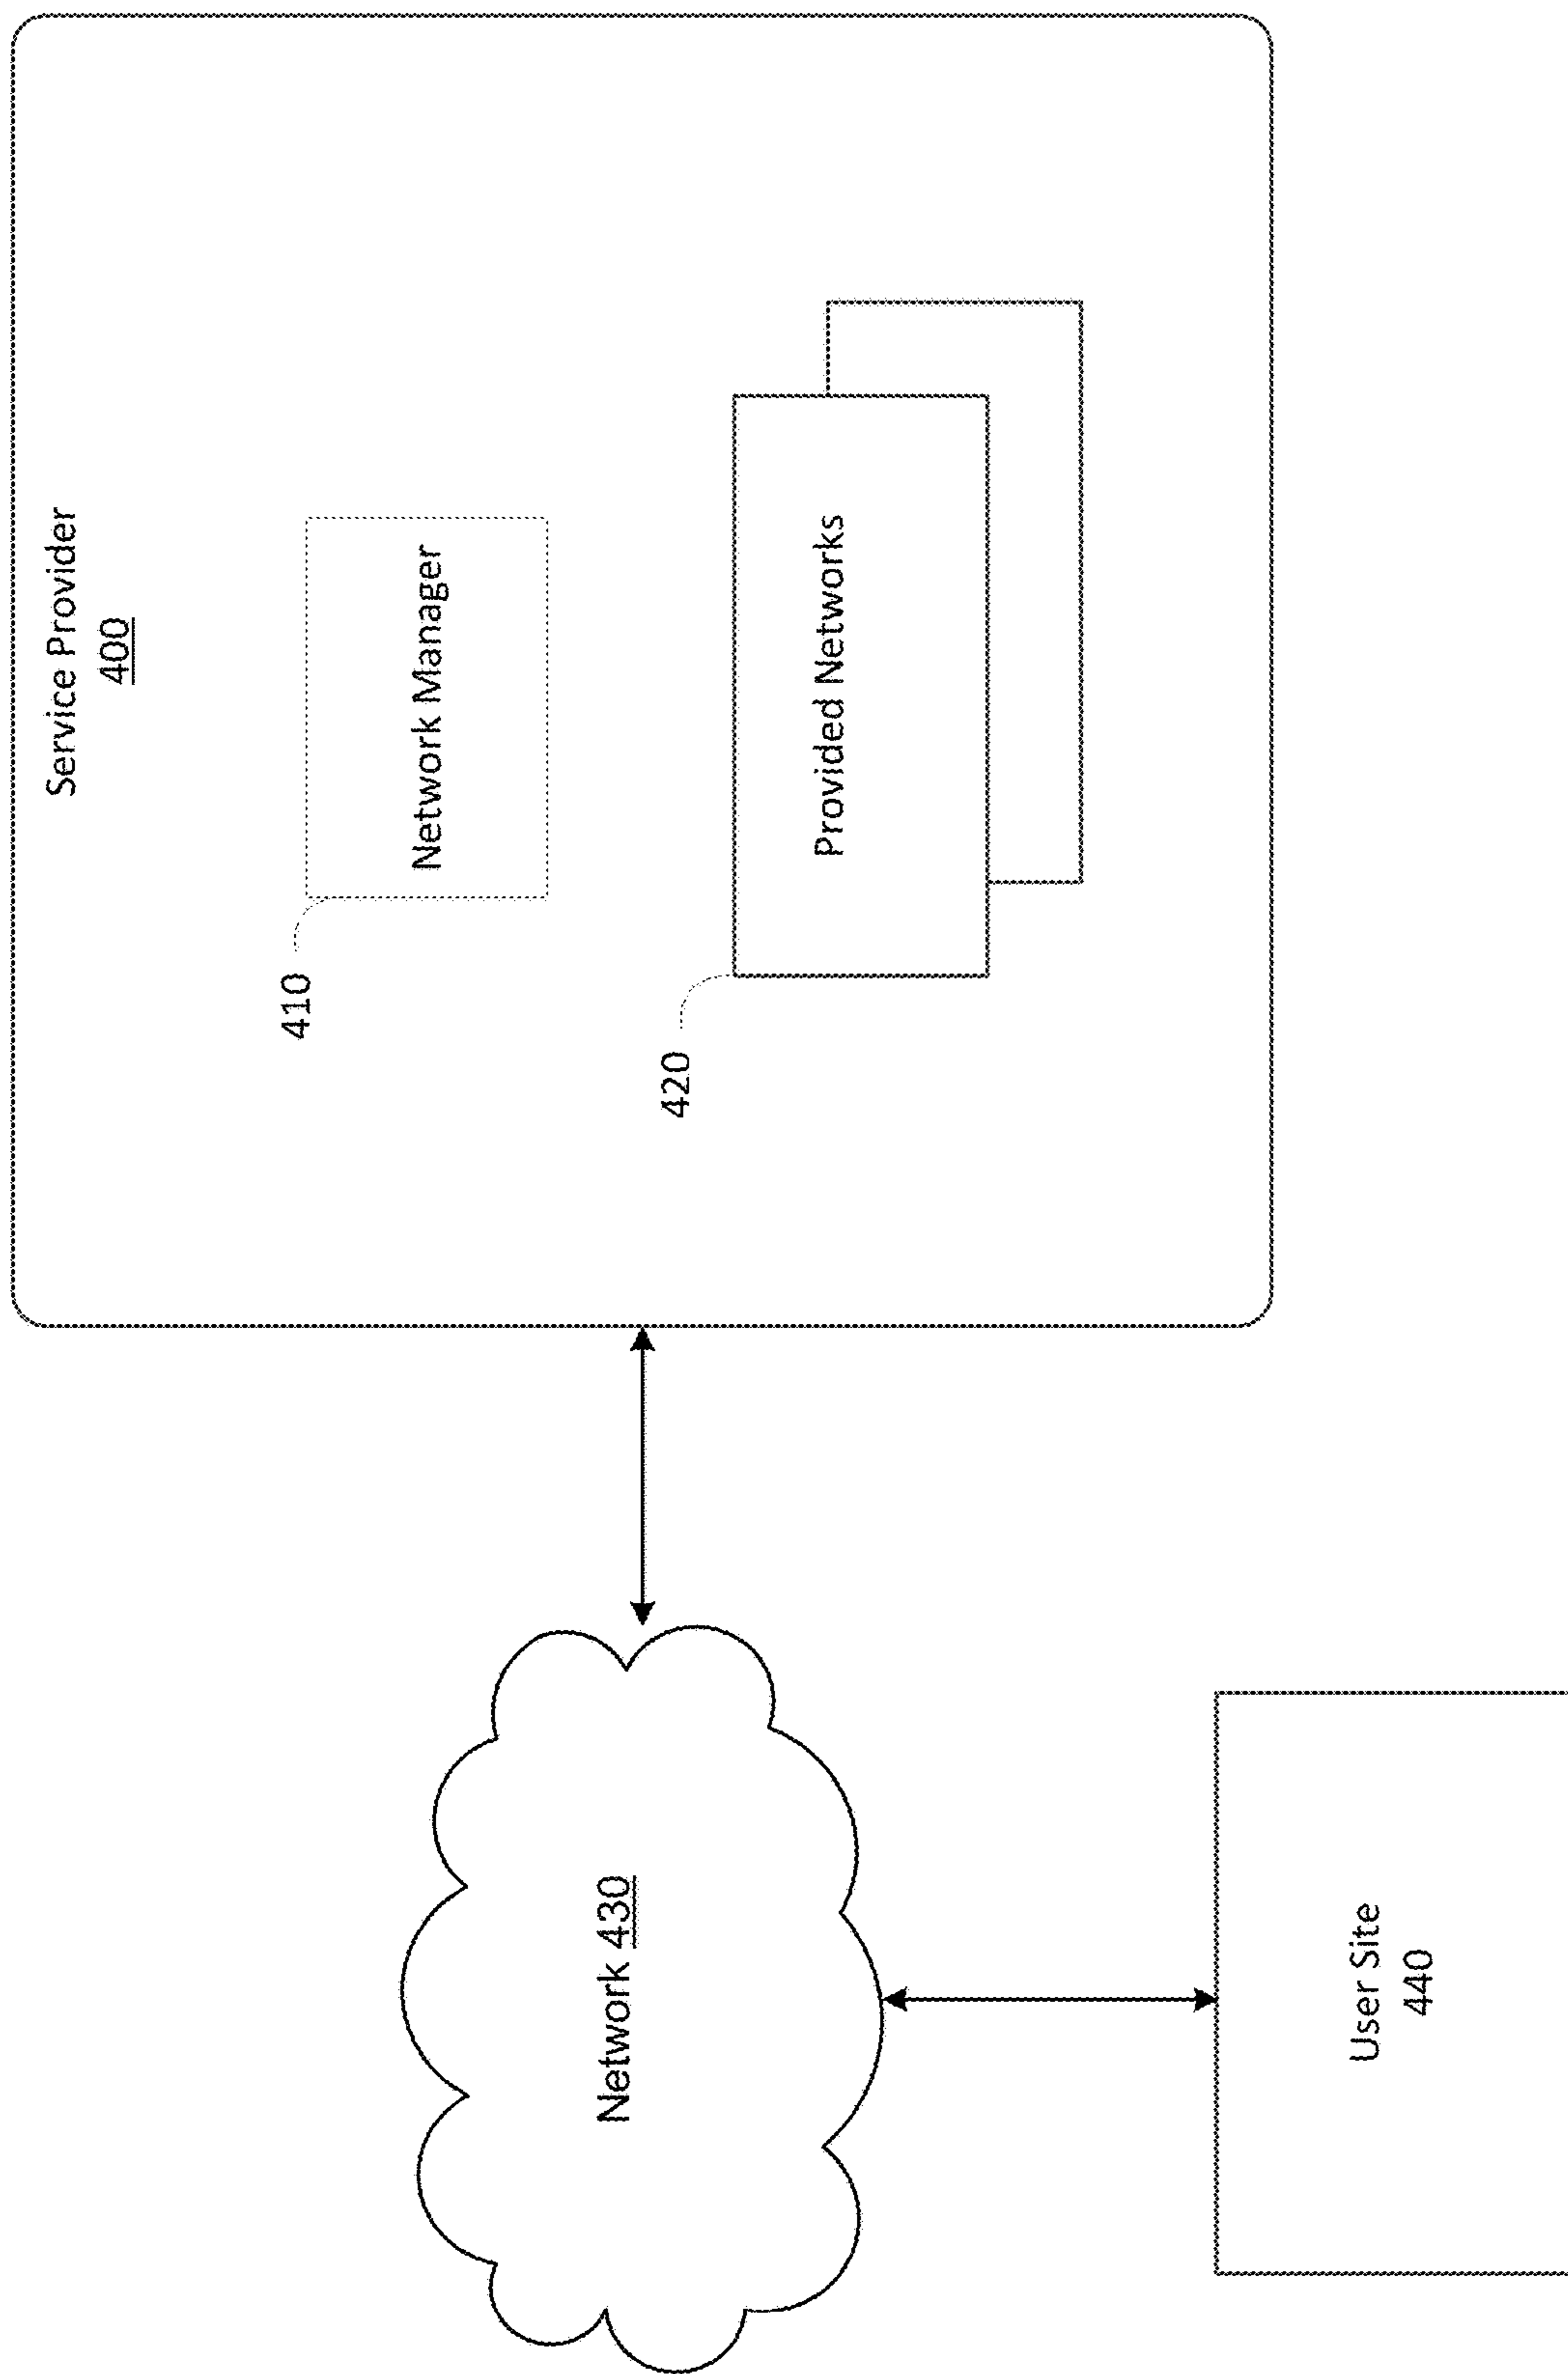 Service Provider
400
410
Network Manager
420
Provided Networks
Network 430
User Site
440